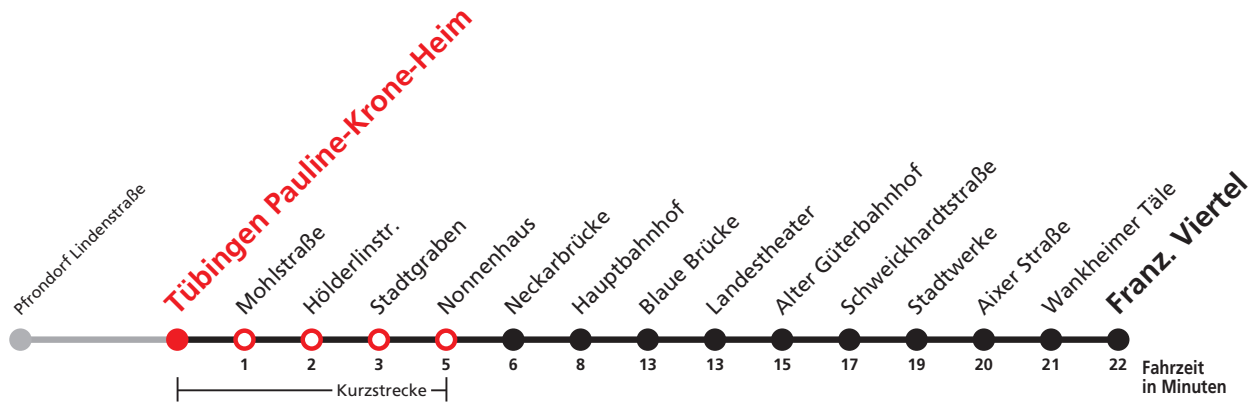 Pfrondorf Lindenstraße
Tübingen Pauline-Krone-Heim
Mohlstraße
Hölderlinstr.
Stadtgraben
Nonnenhaus
Neckarbrücke
Hauptbahnhof
Blaue Brücke
Landestheater
Alter Güterbahnhof
Schweickhardtstraße
Stadtwerke
Aixer Straße
Wankheimer Täle
Franz. Viertel
1 2 3 5 6 8 13 13 15 17 19 20 21 22
Fahrzeit
in Minuten
Kurzstrecke